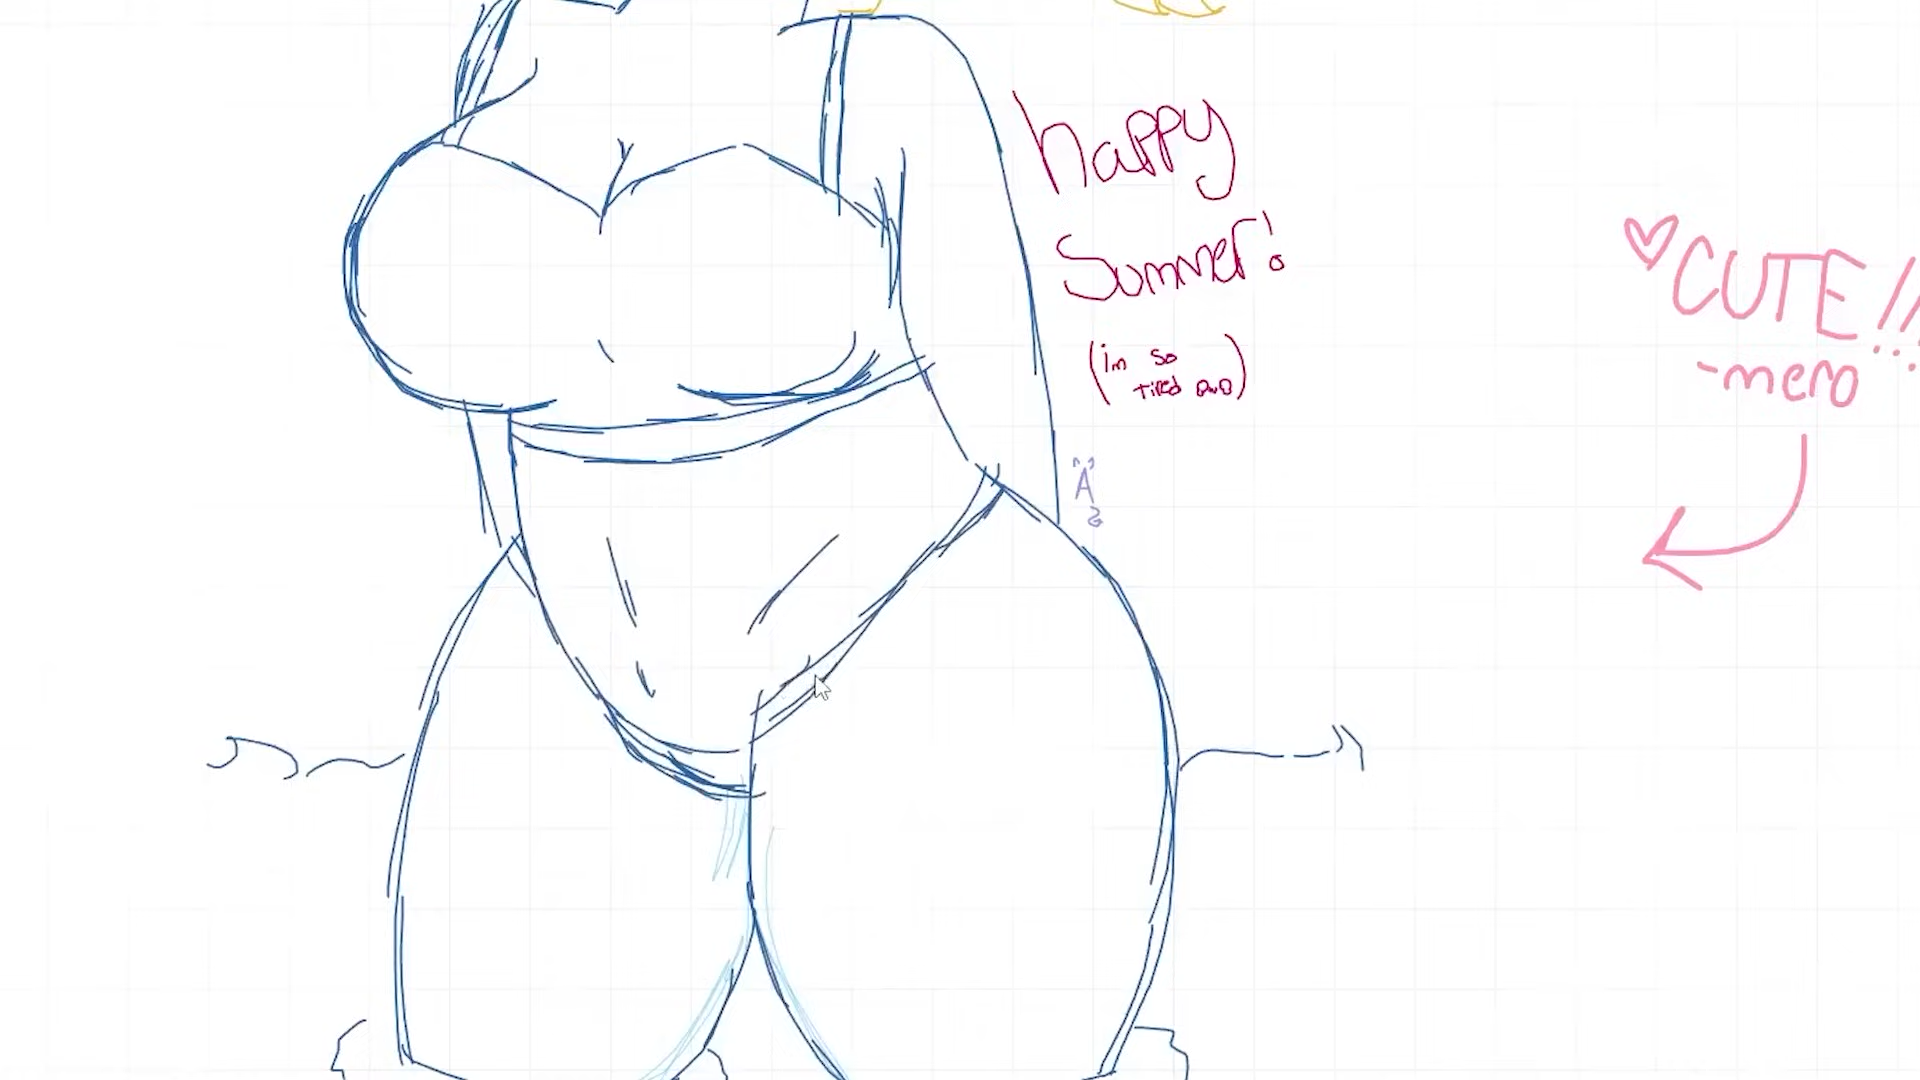 happy
Summer!
(im so
tired owo)
♡CUTE!!!
-mero